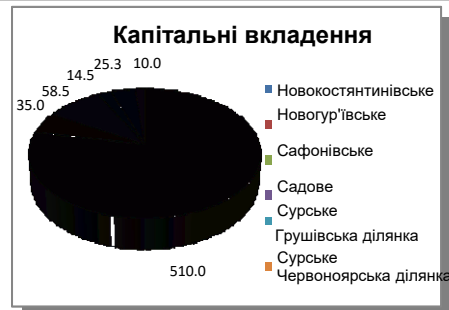 Капітальні вкладення
25.3 10.0
14.5
58.5
35.0
510.0
Новокостянтинівське
Новогур'ївське
Сафонівське
Садове
Сурське
Грушівська ділянка
Сурське
Червоноярська ділянка